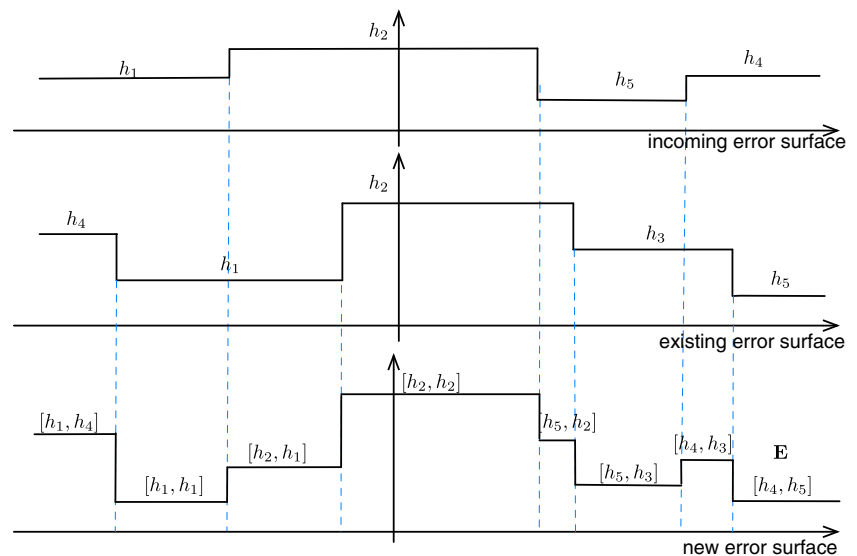 h₂
h₁ h₅ h₄
incoming error surface
h₂
h₄ h₁ h₃ h₅
existing error surface
[h₂, h₂]
[h₁, h₄] [h₅, h₂]
[h₂, h₁] [h₄, h₃] E
[h₁, h₁] [h₅, h₃] [h₄, h₅]
new error surface